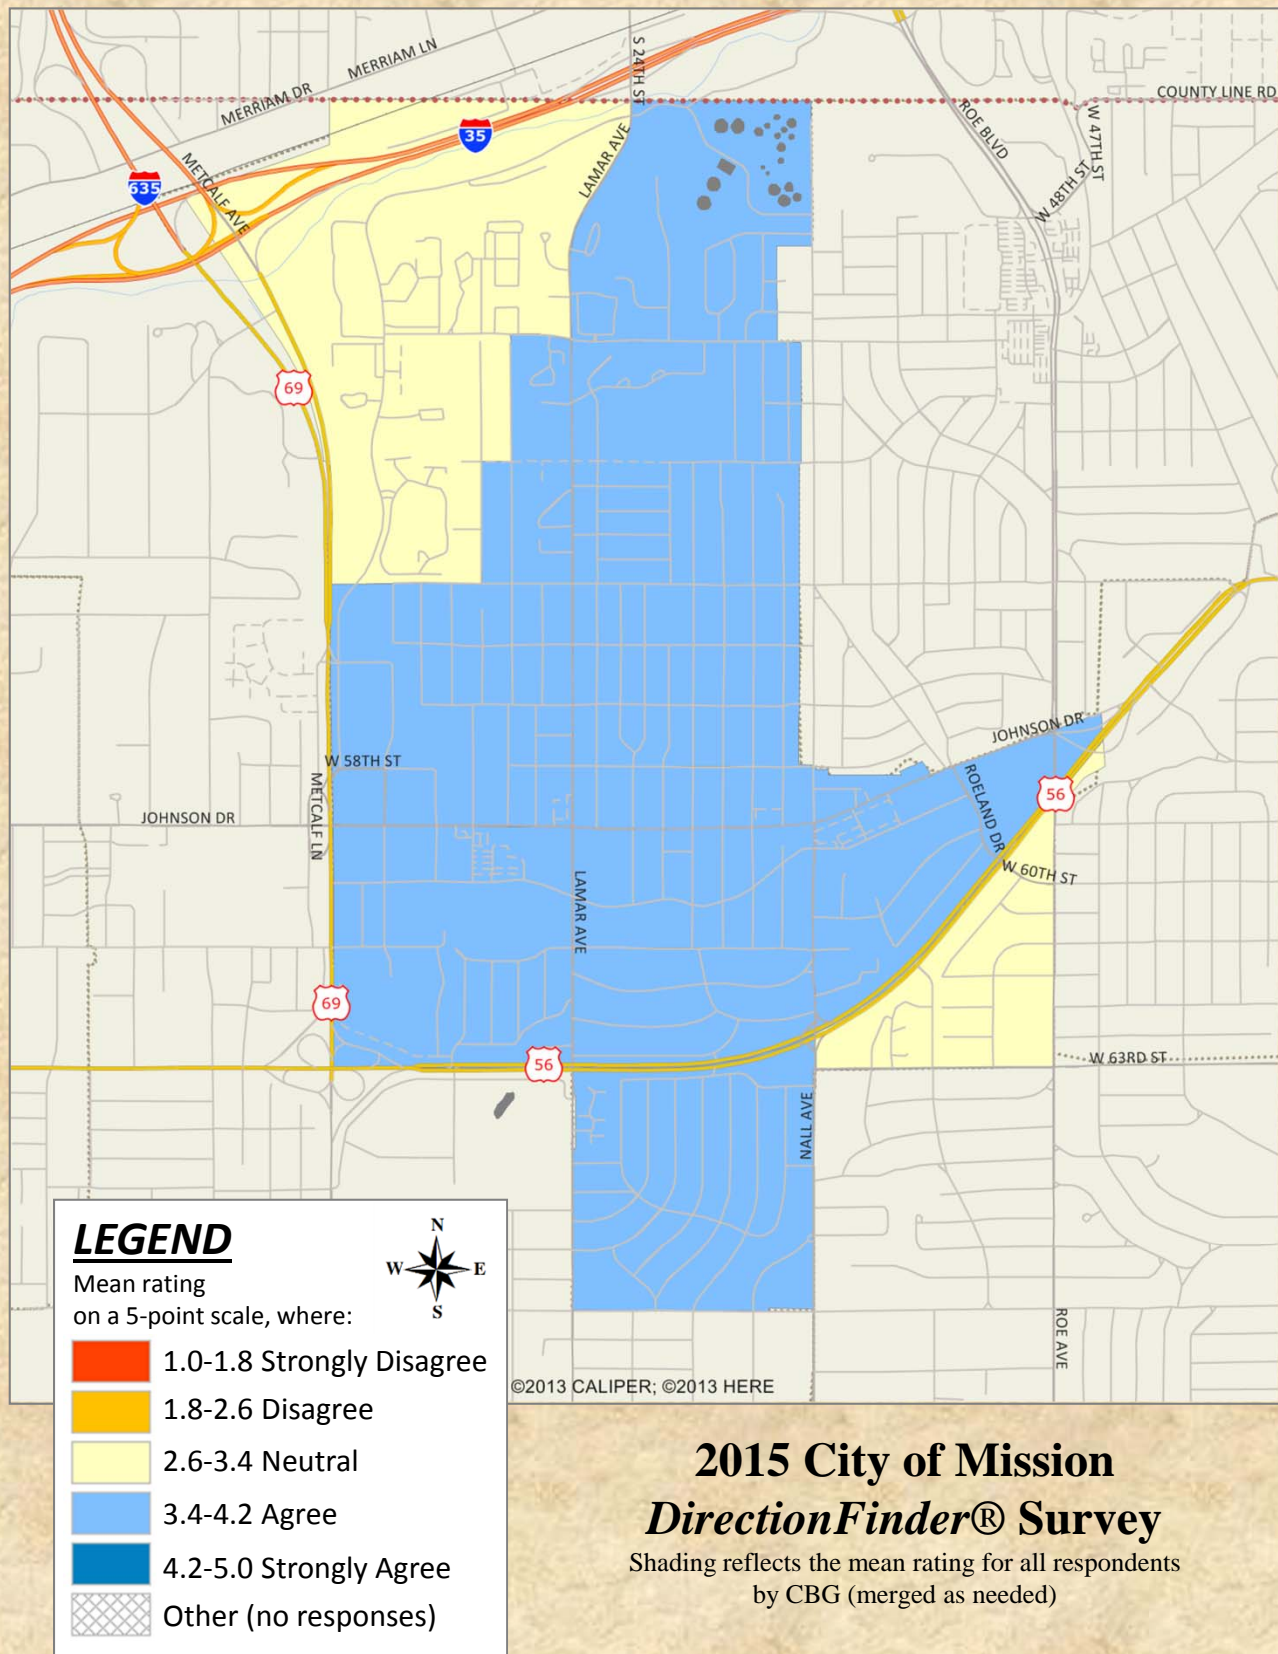 MERRIAM LN
S 24TH ST
MERRIAM DR
COUNTY LINE RD
35
ROE BLVD
W 47TH ST
LAMAR AVE
METCALF AVE
635
W 48TH ST
69
JOHNSON DR
W 58TH ST
ROELAND DR
56
METCALF LN
JOHNSON DR
W 60TH ST
LAMAR AVE
69
56
W 63RD ST
NALL AVE
ROE AVE
LEGEND
N
W E
S
Mean rating
on a 5-point scale, where:
1.0-1.8 Strongly Disagree
1.8-2.6 Disagree
2.6-3.4 Neutral
3.4-4.2 Agree
4.2-5.0 Strongly Agree
Other (no responses)
©2013 CALIPER; ©2013 HERE
2015 City of Mission
DirectionFinder® Survey
Shading reflects the mean rating for all respondents
by CBG (merged as needed)